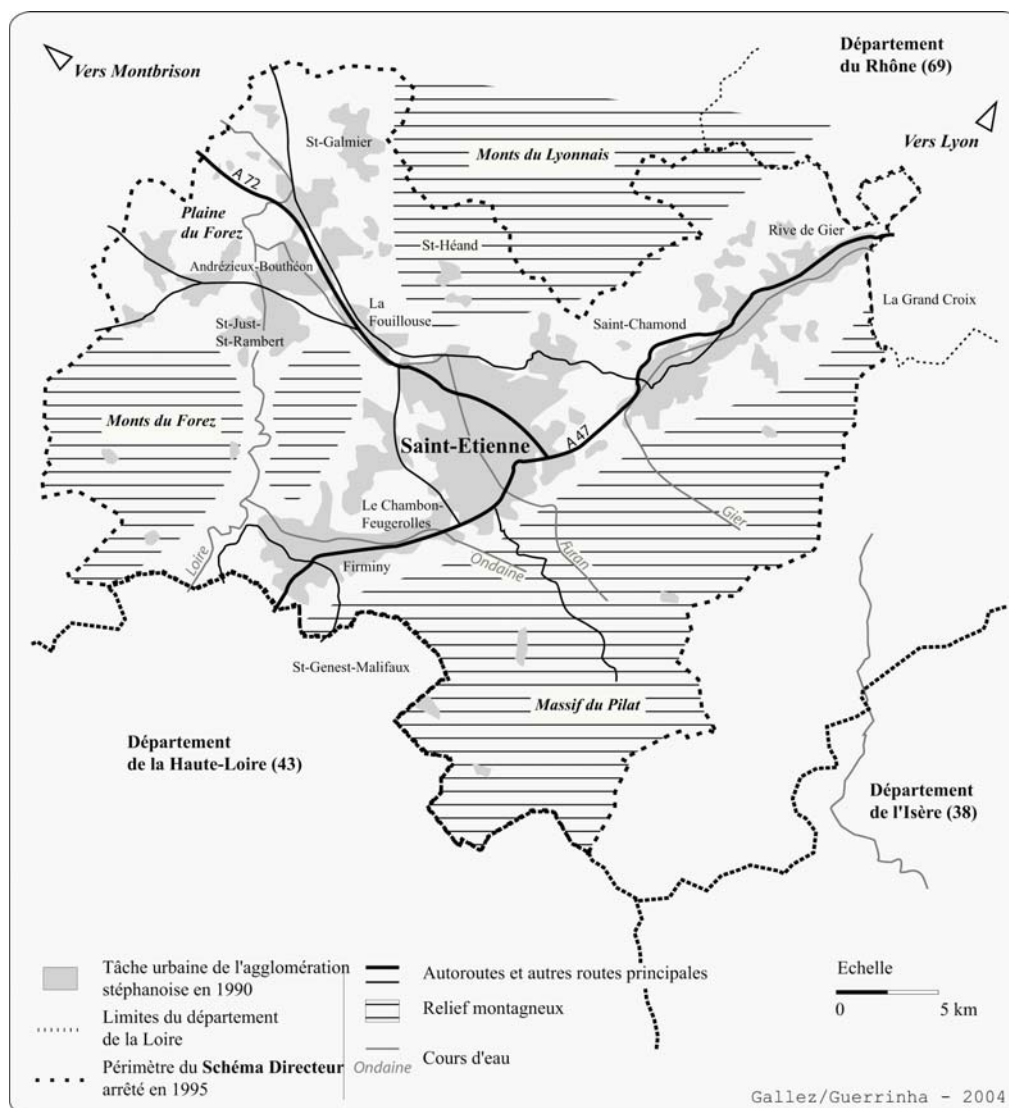 Vers Montbrison
Département
du Rhône (69)
Vers Lyon
St-Galmier
Monts du Lyonnais
A 72
Plaine
du Forez
Rive de Gier
St-Héand
Andrézieux-Bouthéon
La Grand Croix
La
Fouillouse
Saint-Chamond
St-Just-
St-Rambert
Monts du Forez
Saint-Etienne
A 47
Le Chambon-
Feugerolles
Gier
Loire
Firminy
Ondaine
Furan
St-Genest-Malifaux
Massif du Pilat
Département
de la Haute-Loire (43)
Département
de l'Isère (38)
Tâche urbaine de l'agglomération
stéphanoise en 1990
Limites du département
de la Loire
Périmètre du Schéma Directeur
arrêté en 1995
Autoroutes et autres routes principales
Relief montagneux
Ondaine
Cours d'eau
Echelle
0 5 km
Gallez/Guerrinha - 2004